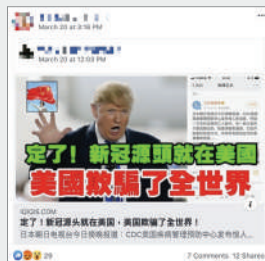 March 20 at 3:16 PM
March 20 at 12:03 PM
定了！新冠源頭就在美國
美國欺騙了全世界
IQIQIS.COM
定了！新冠源头就在美国，美国欺骗了全世界！
日本朝日电视台今日接晚报道：CDC美国疾病管理预防中心发布惊人...
29
7 Comments 12 Shares